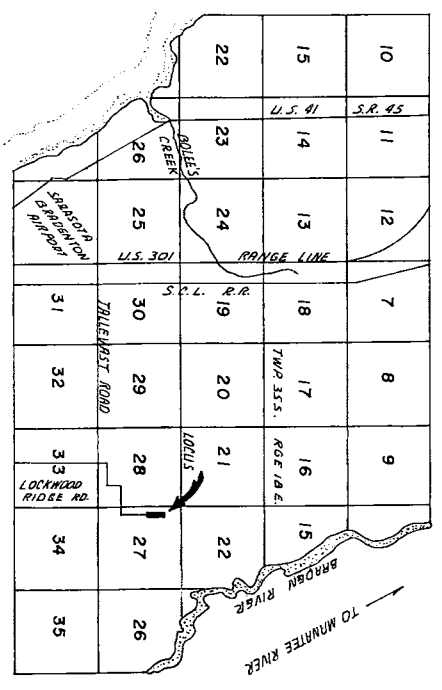 22 15 10
U.S. 41 S.R. 45
26 23 14 11
BOLEE'S
CREEK
SARASOTA
BRADENTON
AIRPORT
25 24 13 12
U.S. 301 RANGE LINE
S.C.L. R.R.
31 30 19 18 7
TALLEWAST ROAD
32 29 20 17 8
TWP. 35 S. RGE 18 E.
33 28 21 16 9
LOCUS
LOCKWOOD
RIDGE RD.
34 27 22 15
BRADEN RIVER
TO MANATEE RIVER
35 26